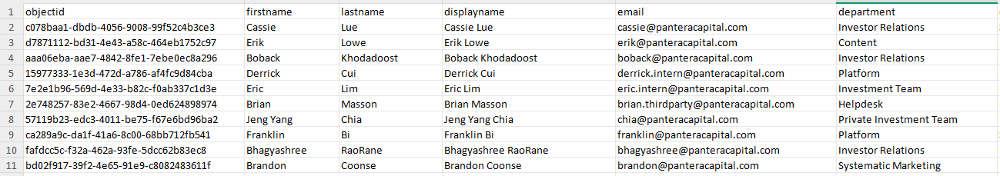 1 objectid firstname lastname displayname email department
2 c078baa1-dbdb-4056-9008-99f52c4b3ce3 Cassie Lue Cassie Lue cassie@panteracapital.com Investor Relations
3 d7871112-bd31-4e43-a58c-464eb1752c97 Erik Lowe Erik Lowe erik@panteracapital.com Content
4 aaa06eba-aae7-4842-8fe1-7ebe0ec8a296 Boback Khodadoost Boback Khodadoost boback@panteracapital.com Investor Relations
5 15977333-1e3d-472d-a786-af4fc9d84cba Derrick Cui Derrick Cui derrick.intern@panteracapital.com Platform
6 7e2e1b96-569d-4e33-b82c-f0ab337c1d3e Eric Lim Eric Lim eric.intern@panteracapital.com Investment Team
7 2e748257-83e2-4667-98d4-0ed624898974 Brian Masson Brian Masson brian.thirdparty@panteracapital.com Helpdesk
8 57119b23-edc3-4011-be75-f67e6bd96ba2 Jeng Yang Chia Jeng Yang Chia chia@panteracapital.com Private Investment Team
9 ca289a9c-da1f-41a6-8c00-68bb712fb541 Franklin Bi Franklin Bi franklin@panteracapital.com Platform
10 fafdcc5c-f32a-462a-93fe-5dcc62b83ec8 Bhagyashree RaoRane Bhagyashree RaoRane bhagyashree@panteracapital.com Investor Relations
11 bd02f917-39f2-4e65-91e9-c8082483611f Brandon Coonse Brandon Coonse brandon@panteracapital.com Systematic Marketing